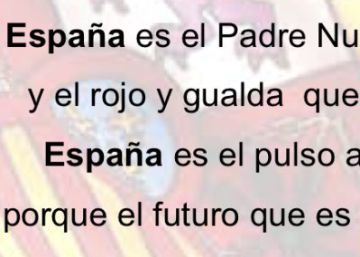 España es el Padre Nu
y el rojo y gualda que
España es el pulso a
porque el futuro que es